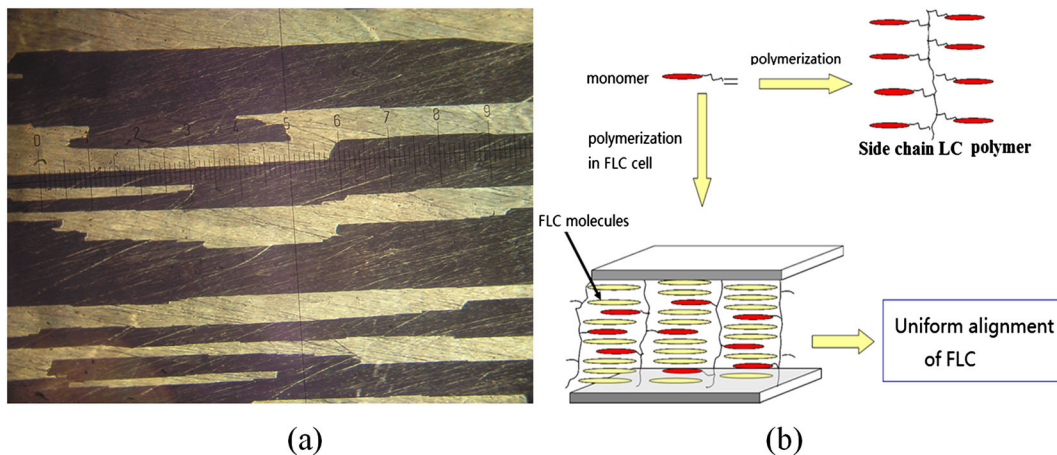 0 1 2 3 4 5 6 7 8 9
monomer
polymerization
polymerization
in FLC cell
Side chain LC polymer
FLC molecules
Uniform alignment
of FLC
(a) (b)